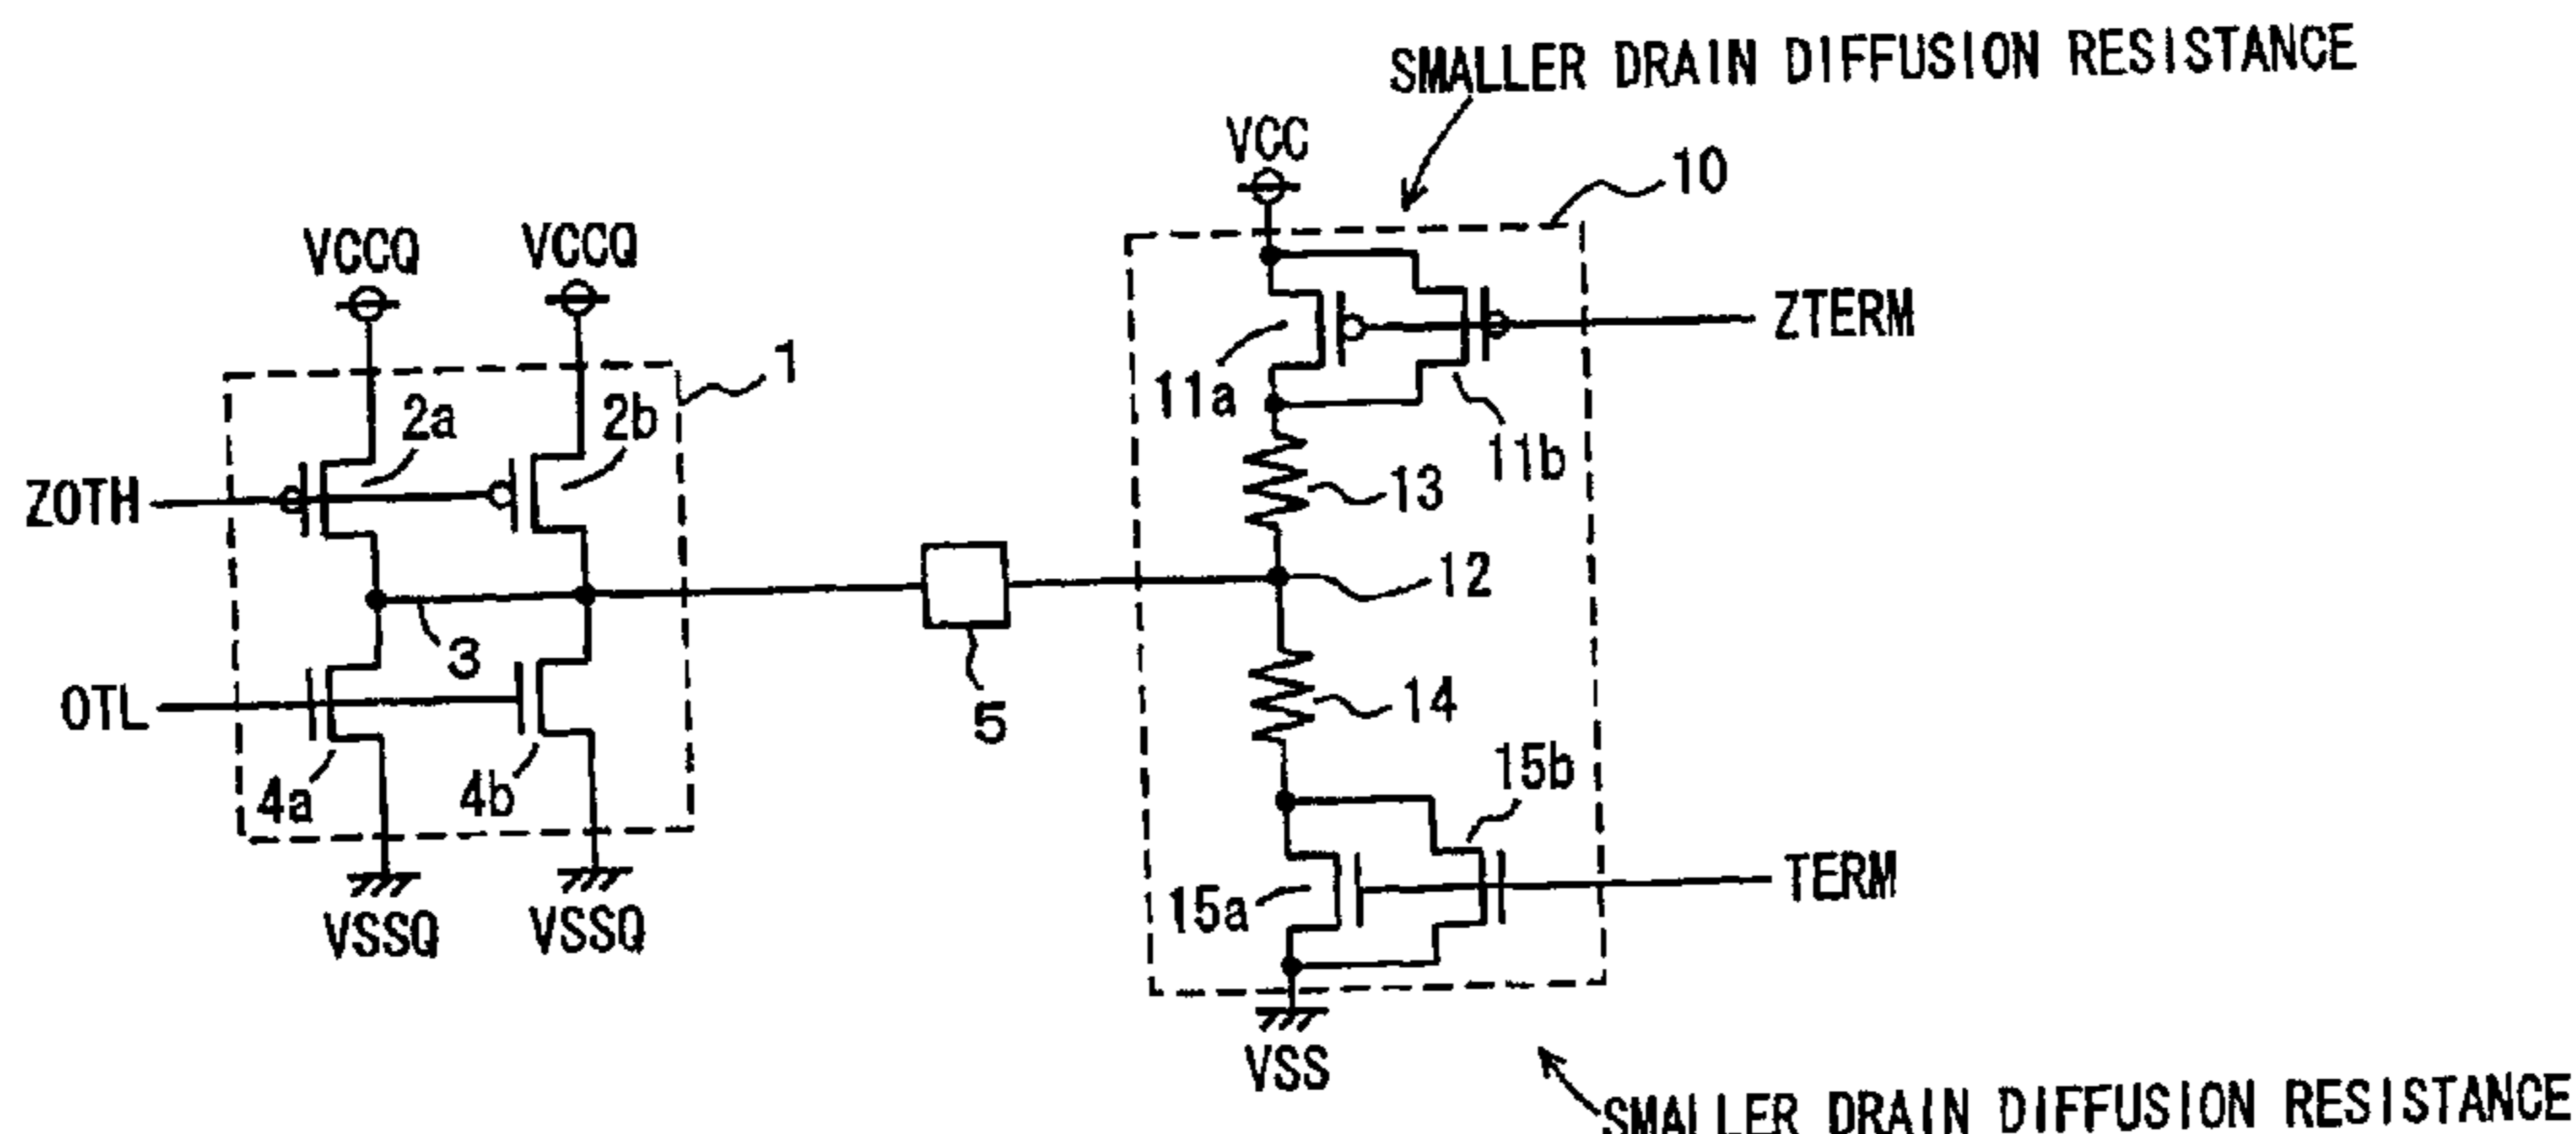 SMALLER DRAIN DIFFUSION RESISTANCE
VCC
10
VCCQ VCCQ
1
ZTERM
2a 2b
11a
11b
ZOTH
13
12
3
OTL
14
5
4a 4b
15b
15a
TERM
VSSQ VSSQ
VSS
SMALLER DRAIN DIFFUSION RESISTANCE